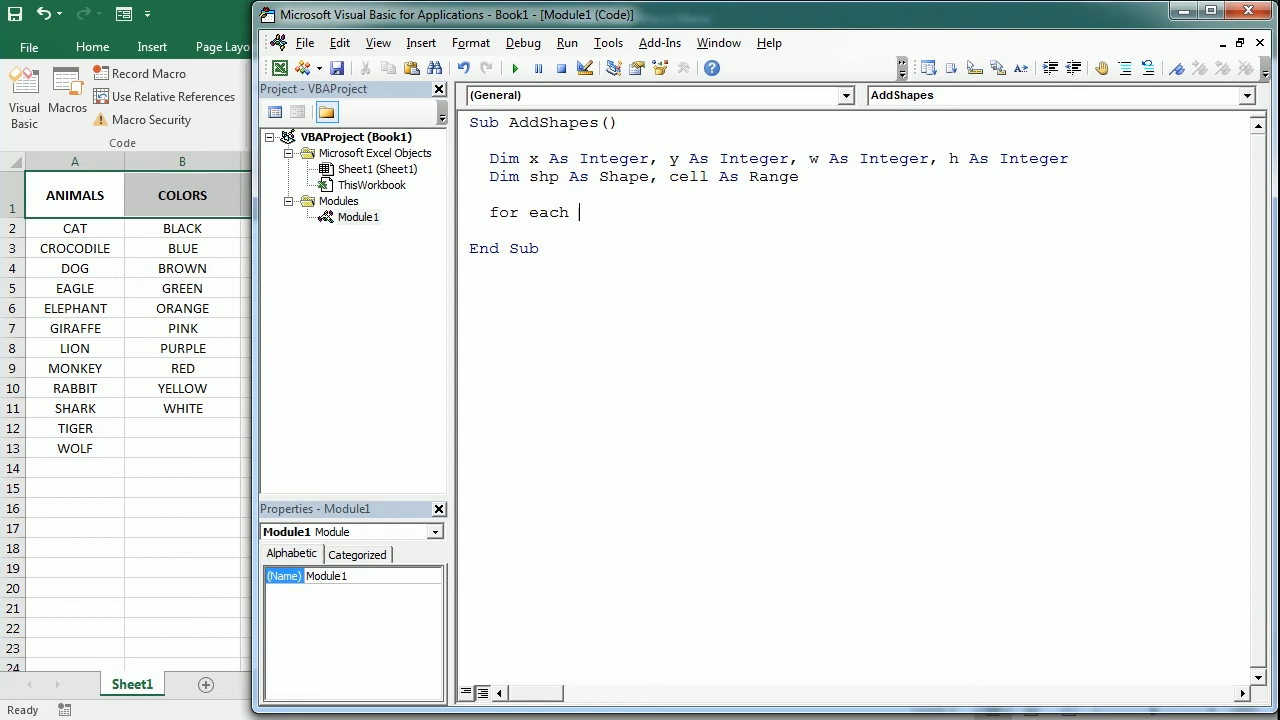 File Home Insert Page Layo
Visual Basic
Macros
Record Macro
Use Relative References
Macro Security
Code
A B
1 ANIMALS COLORS
2 CAT BLACK
3 CROCODILE BLUE
4 DOG BROWN
5 EAGLE GREEN
6 ELEPHANT ORANGE
7 GIRAFFE PINK
8 LION PURPLE
9 MONKEY RED
10 RABBIT YELLOW
11 SHARK WHITE
12 TIGER
13 WOLF
14
15
16
17
18
19
20
21
22
23
24
Sheet1
Ready
Microsoft Visual Basic for Applications - Book1 - [Module1 (Code)]
File Edit View Insert Format Debug Run Tools Add-Ins Window Help
Project - VBAProject
VBAProject (Book1)
Microsoft Excel Objects
Sheet1 (Sheet1)
ThisWorkbook
Modules
Module1
Properties - Module1
Module1 Module
Alphabetic Categorized
(Name) Module1
(General) AddShapes
Sub AddShapes()
Dim x As Integer, y As Integer, w As Integer, h As Integer
Dim shp As Shape, cell As Range
for each
End Sub